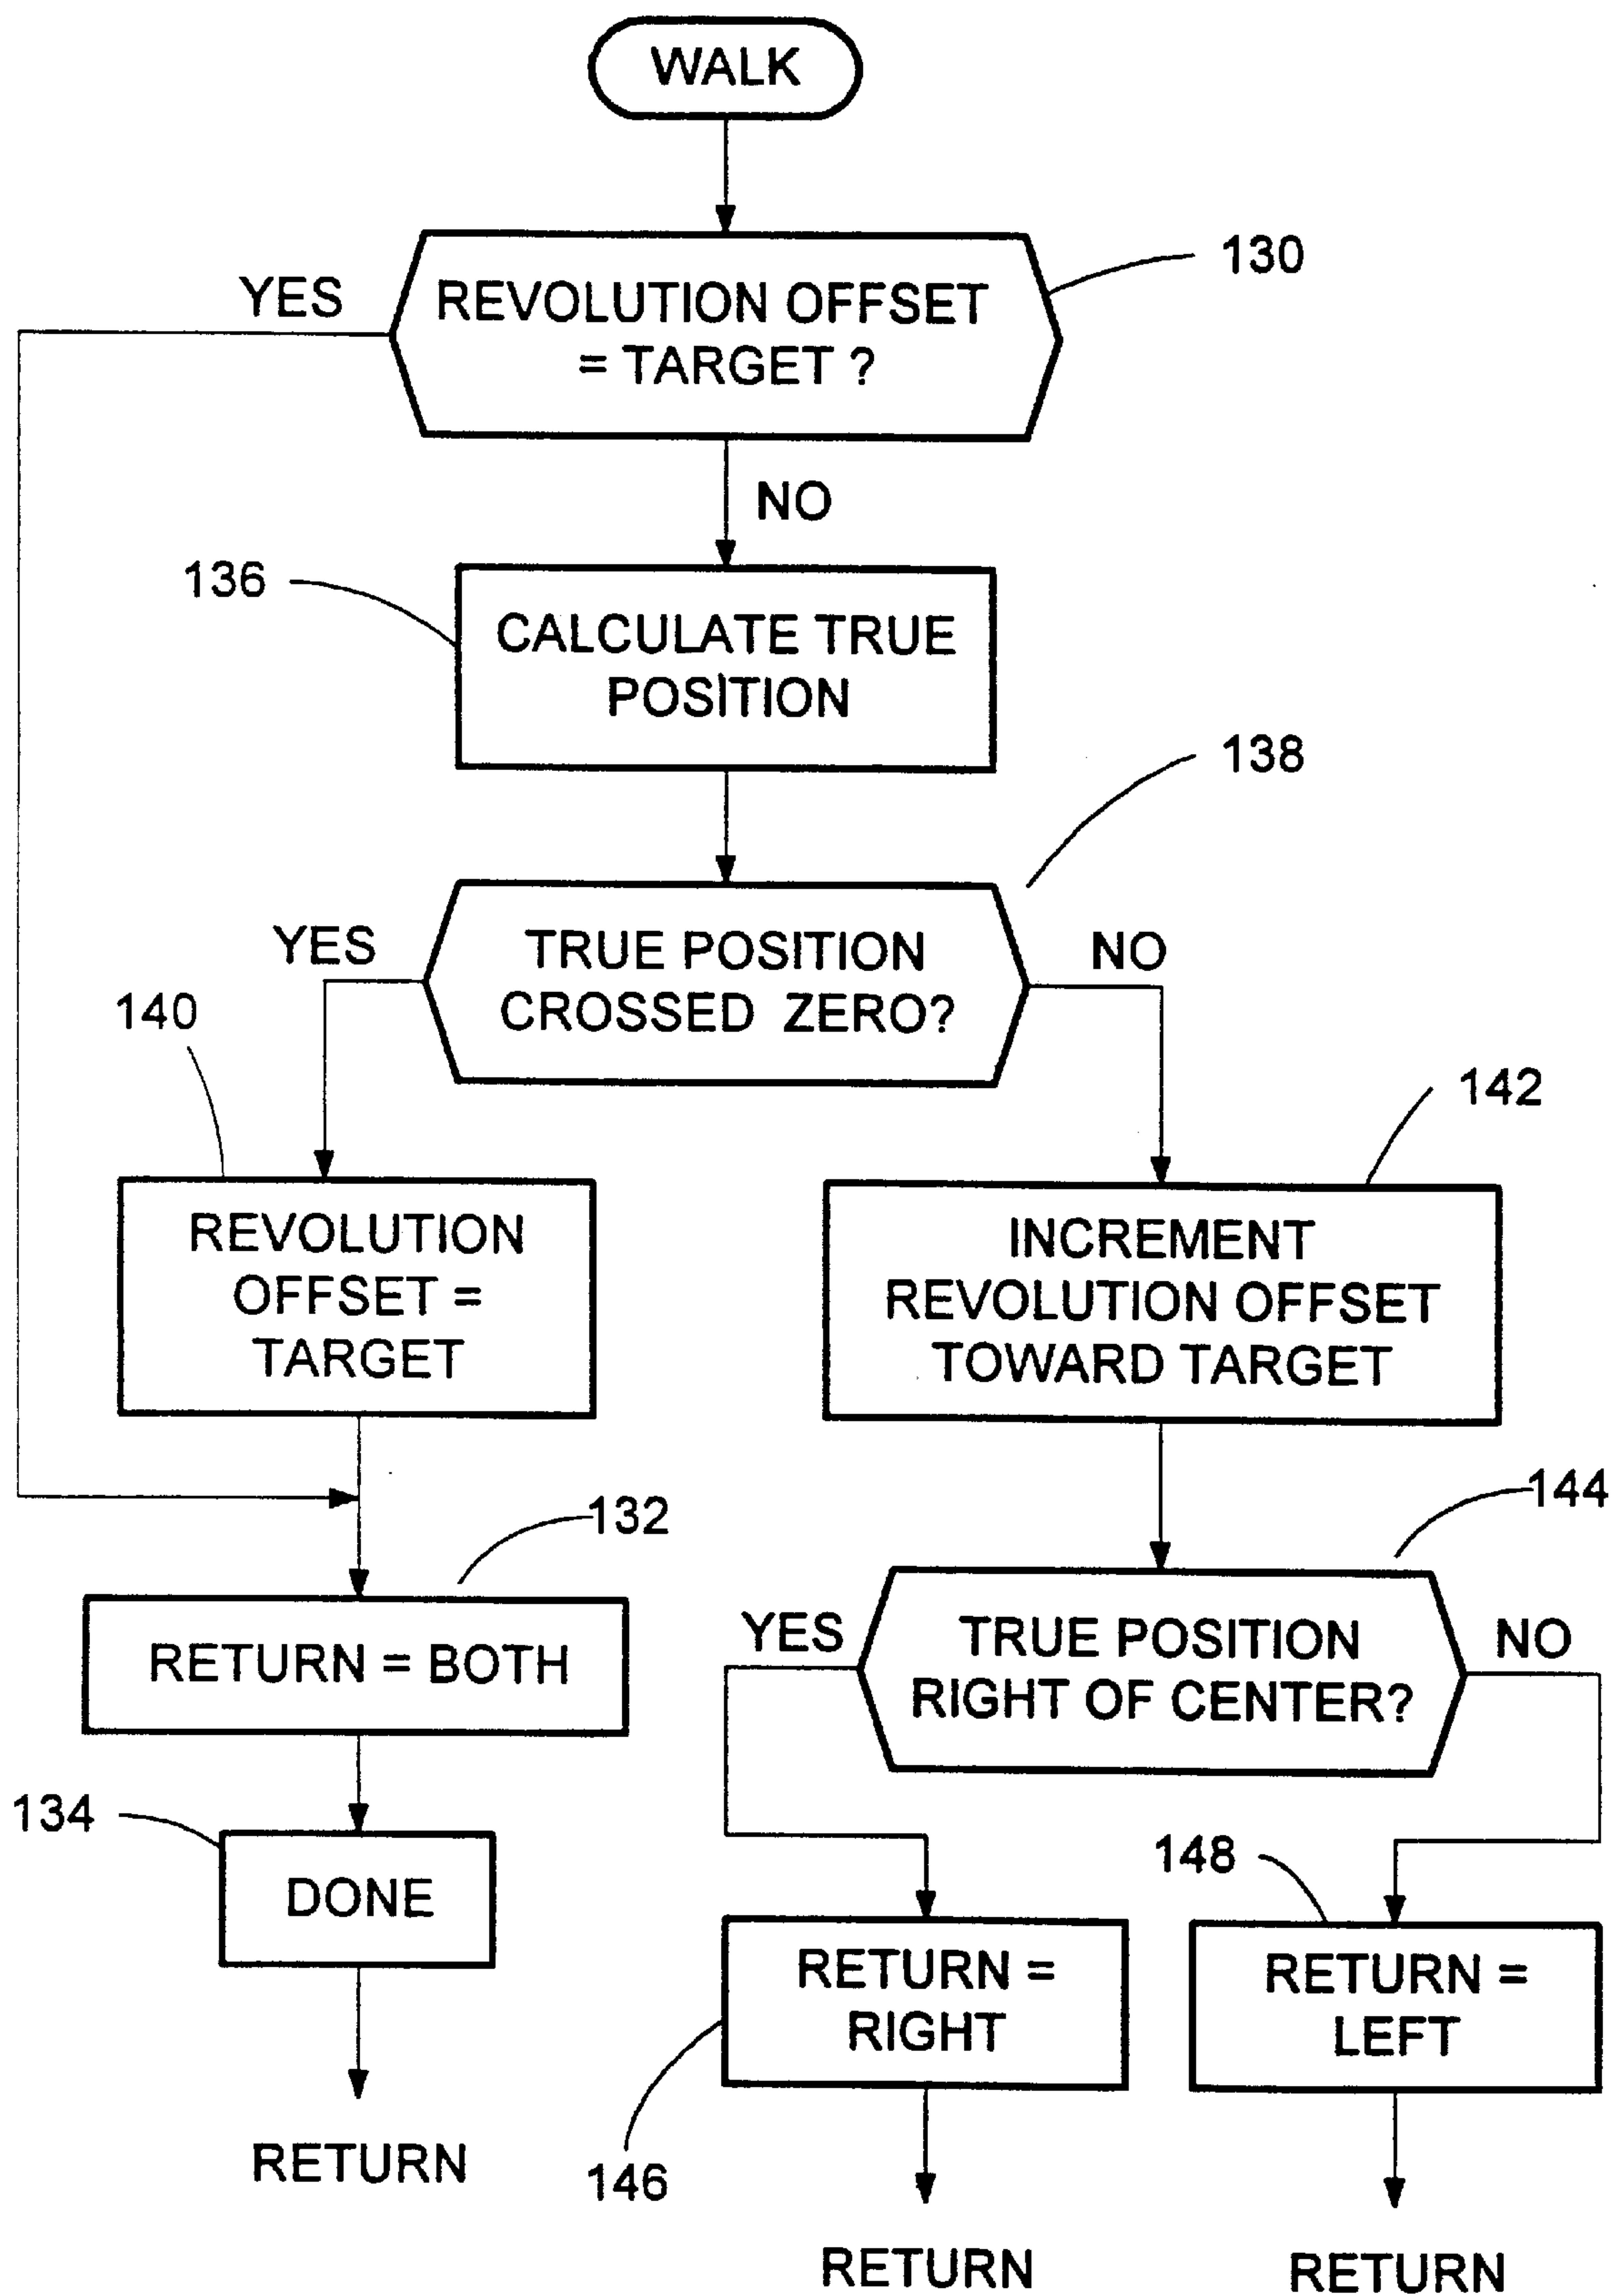 WALK
130
YES
REVOLUTION OFFSET
= TARGET ?
NO
136
CALCULATE TRUE
POSITION
138
YES
TRUE POSITION
CROSSED ZERO?
NO
140
142
REVOLUTION
OFFSET =
TARGET
INCREMENT
REVOLUTION OFFSET
TOWARD TARGET
132
144
RETURN = BOTH
YES
TRUE POSITION
RIGHT OF CENTER?
NO
134
DONE
148
RETURN =
RIGHT
RETURN =
LEFT
RETURN
146
RETURN
RETURN